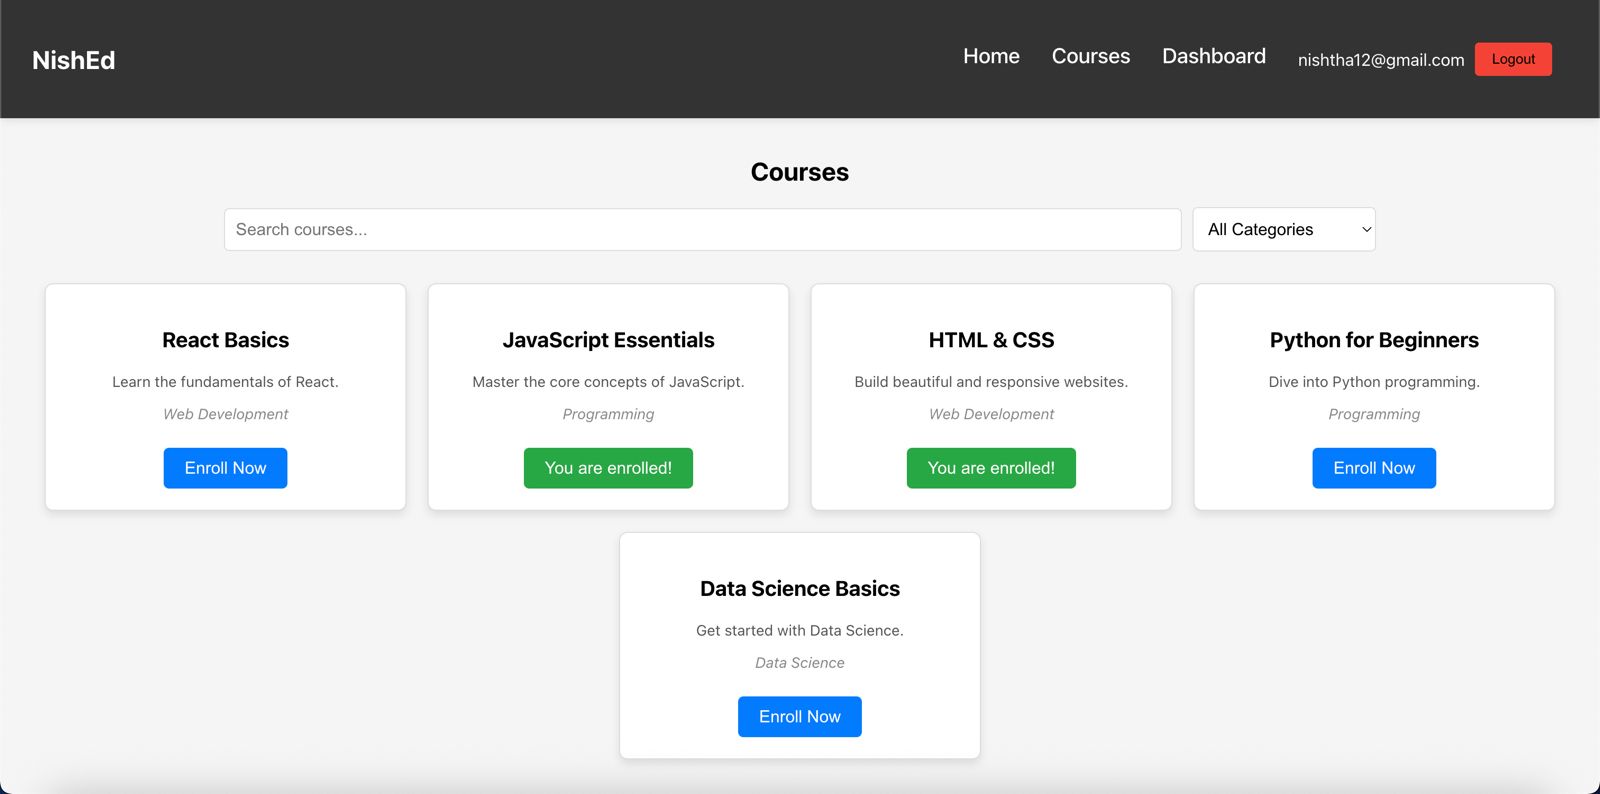 NishEd
Home Courses Dashboard nishtha12@gmail.com Logout
Courses
Search courses...
All Categories
React Basics
Learn the fundamentals of React.
Web Development
Enroll Now
JavaScript Essentials
Master the core concepts of JavaScript.
Programming
You are enrolled!
HTML & CSS
Build beautiful and responsive websites.
Web Development
You are enrolled!
Python for Beginners
Dive into Python programming.
Programming
Enroll Now
Data Science Basics
Get started with Data Science.
Data Science
Enroll Now